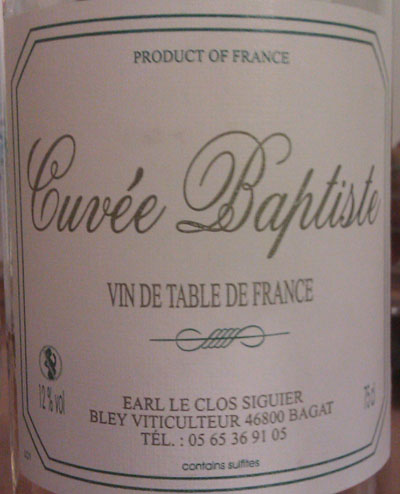 PRODUCT OF FRANCE
Cuvée Baptiste
VIN DE TABLE DE FRANCE
12 % vol
75 cl
EARL LE CLOS SIGUIER
BLEY VITICULTEUR 46800 BAGAT
TÉL. : 05 65 36 91 05
contains sulfites